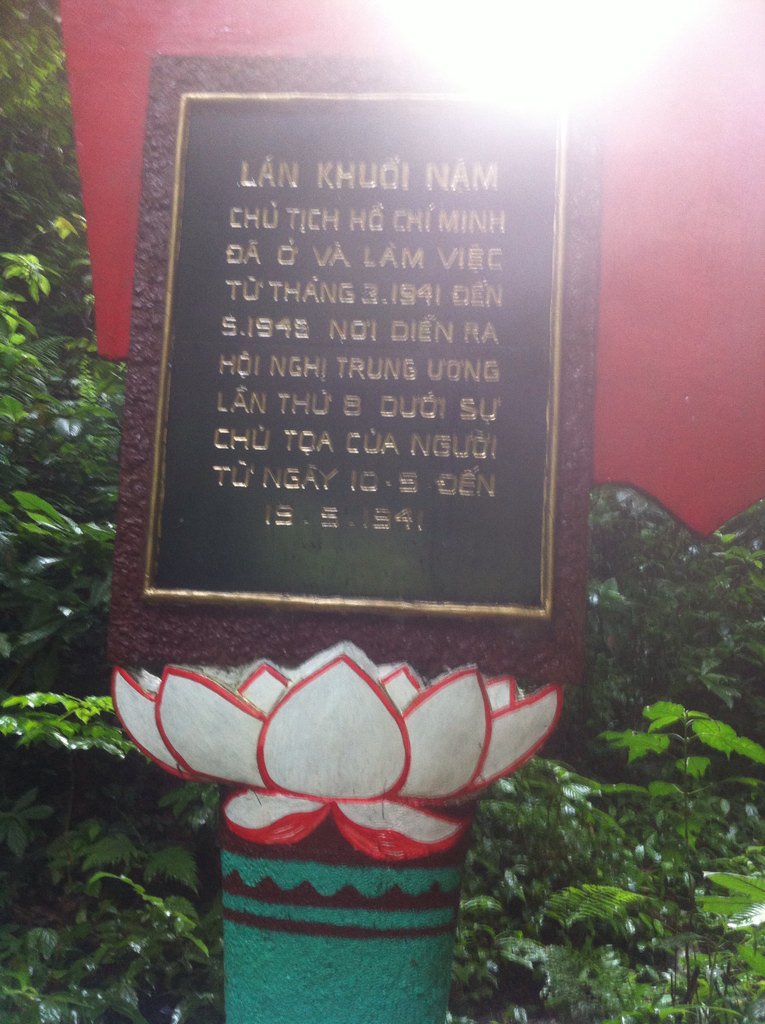 LÁN KHUỔI NẶM
CHỦ TỊCH HỒ CHÍ MINH
ĐÃ Ở VÀ LÀM VIỆC
TỪ THÁNG 3.1941 ĐẾN
5.1945 NƠI DIỄN RA
HỘI NGHỊ TRUNG ƯƠNG
LẦN THỨ 8 DƯỚI SỰ
CHỦ TỌA CỦA NGƯỜI
TỪ NGÀY 10.5 ĐẾN
19.5.1941